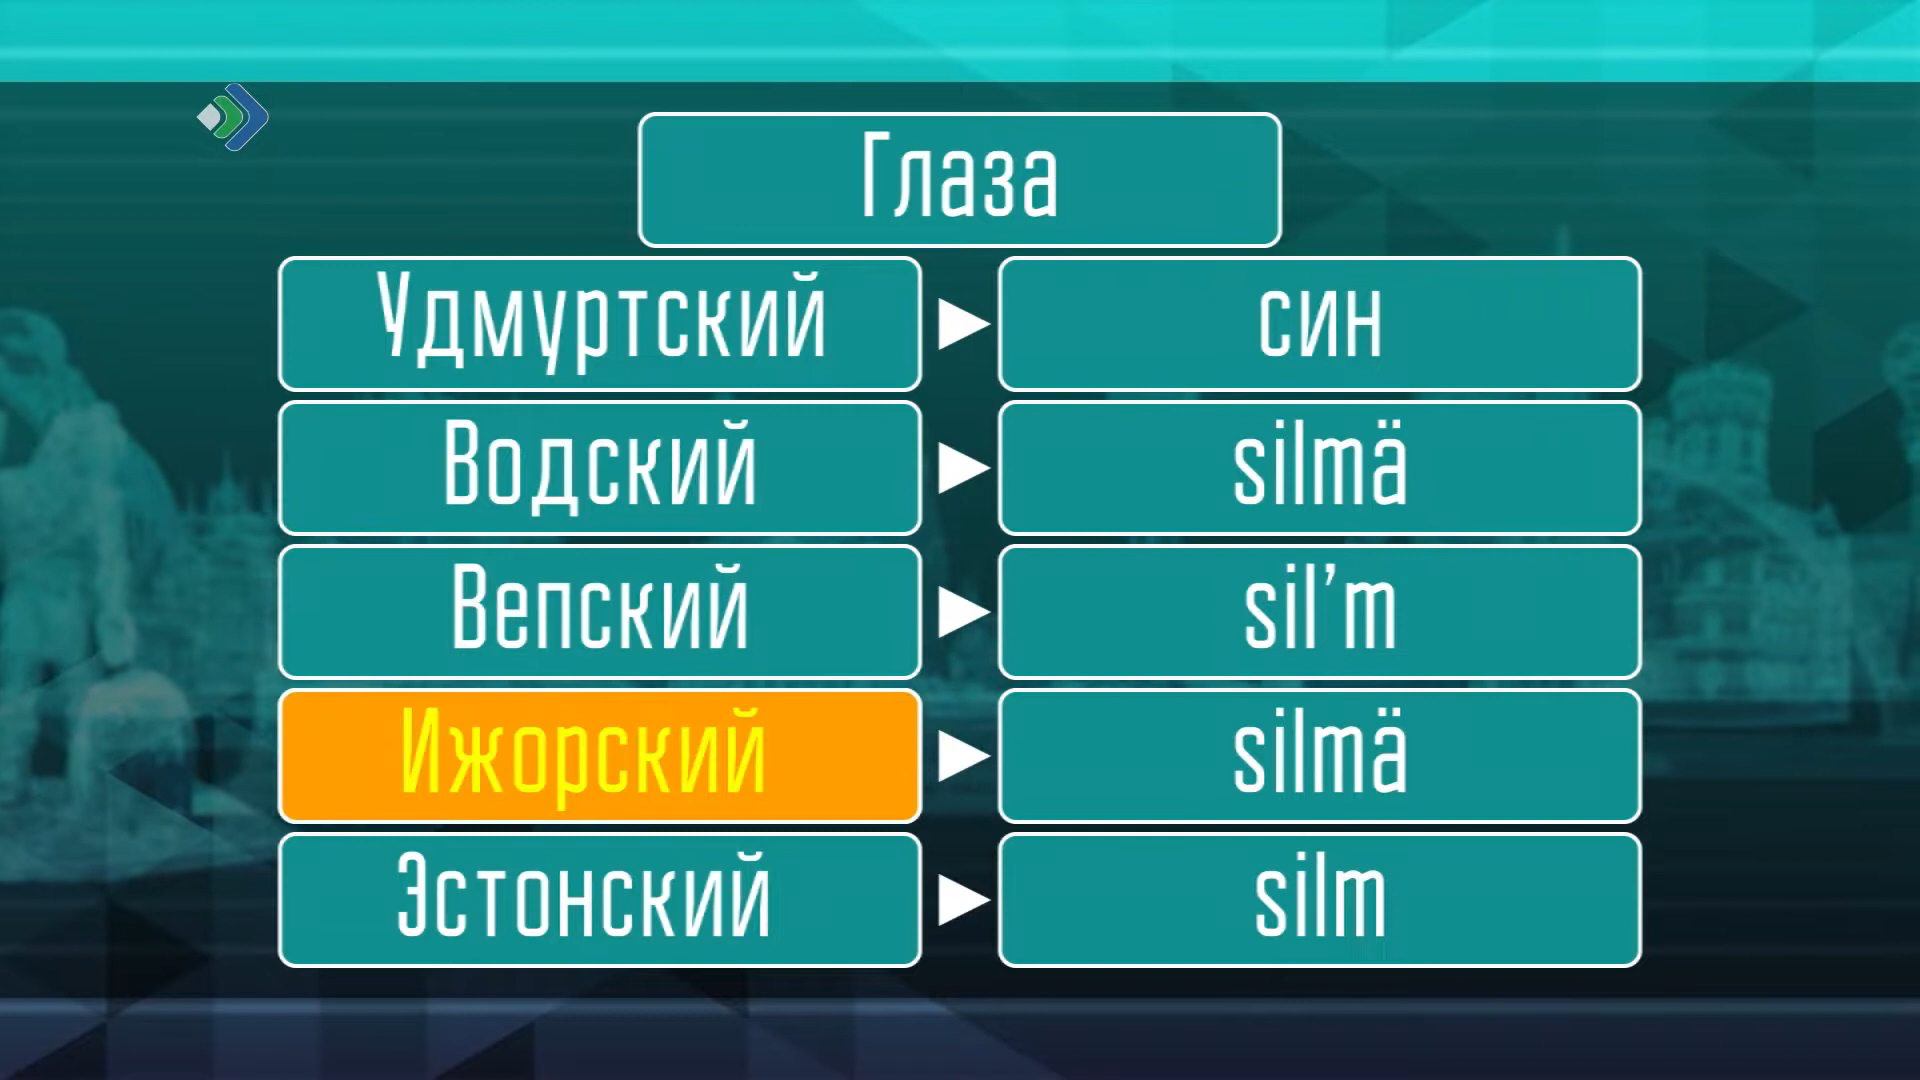 Глаза
Удмуртский ▶ син
Водский ▶ silmä
Вепский ▶ sil’m
Ижорский ▶ silmä
Эстонский ▶ silm